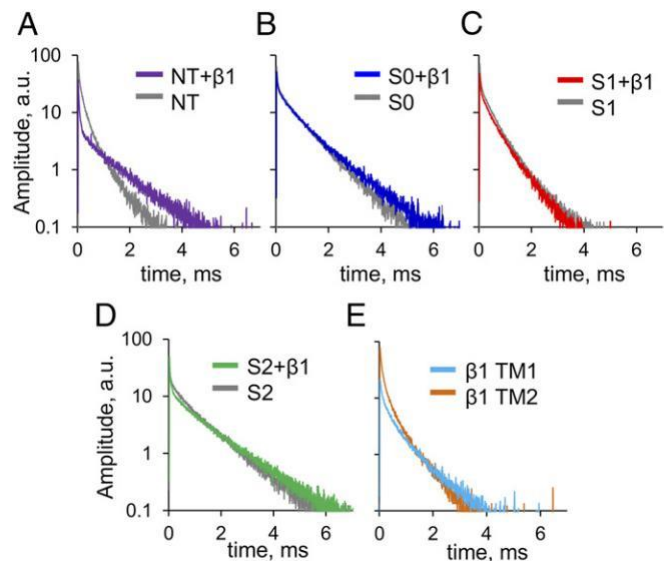 A
100
10
1
0.1
Amplitude, a.u.
NT+β1
NT
0 2 4 6
time, ms
B
S0+β1
S0
0 2 4 6
time, ms
C
S1+β1
S1
0 2 4 6
time, ms
D
100
10
1
0.1
Amplitude, a.u.
S2+β1
S2
0 2 4 6
time, ms
E
β1 TM1
β1 TM2
0 2 4 6
time, ms